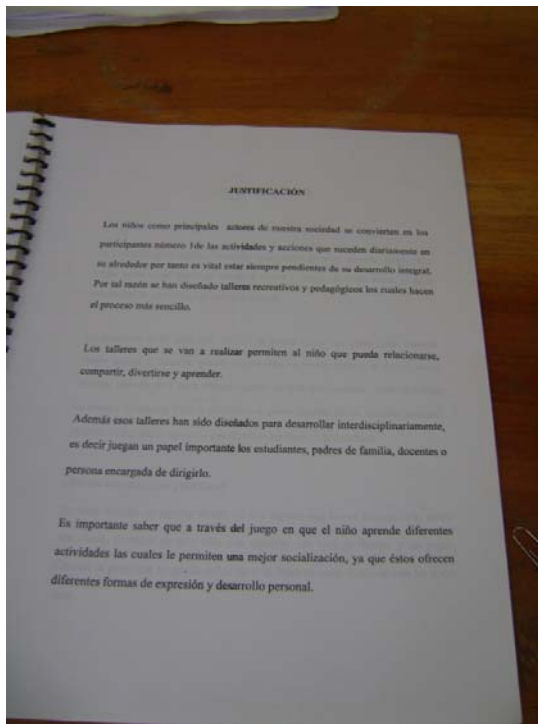 JUSTIFICACIÓN
Los niños como principales actores de nuestra sociedad se convierten en los
participantes número 1de las actividades y acciones que suceden diariamente en
su alrededor por tanto es vital estar siempre pendientes de su desarrollo integral.
Por tal razón se han diseñado talleres recreativos y pedagógicos los cuales hacen
el proceso más sencillo.
Los talleres que se van a realizar permiten al niño que pueda relacionarse,
compartir, divertirse y aprender.
Además esos talleres han sido diseñados para desarrollar interdisciplinariamente,
es decir juegan un papel importante los estudiantes, padres de familia, docentes o
persona encargada de dirigirlo.
Es importante saber que a través del juego en que el niño aprende diferentes
actividades las cuales le permiten una mejor socialización, ya que éstos ofrecen
diferentes formas de expresión y desarrollo personal.